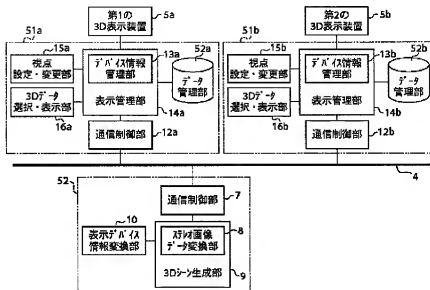 第1の
3D表示装置
5a
51a
15a
視点
設定・変更部
13a
デバイス情報
管理部
52a
データ
管理部
3Dデータ
選択・表示部
16a
表示管理部
14a
通信制御部
12a
第2の
3D表示装置
5b
51b
15b
視点
設定・変更部
13b
デバイス情報
管理部
52b
データ
管理部
3Dデータ
選択・表示部
16b
表示管理部
14b
通信制御部
12b
4
52
通信制御部
7
10
表示デバイス
情報変換部
8
ステレオ画像
データ変換部
3Dシーン生成部
9